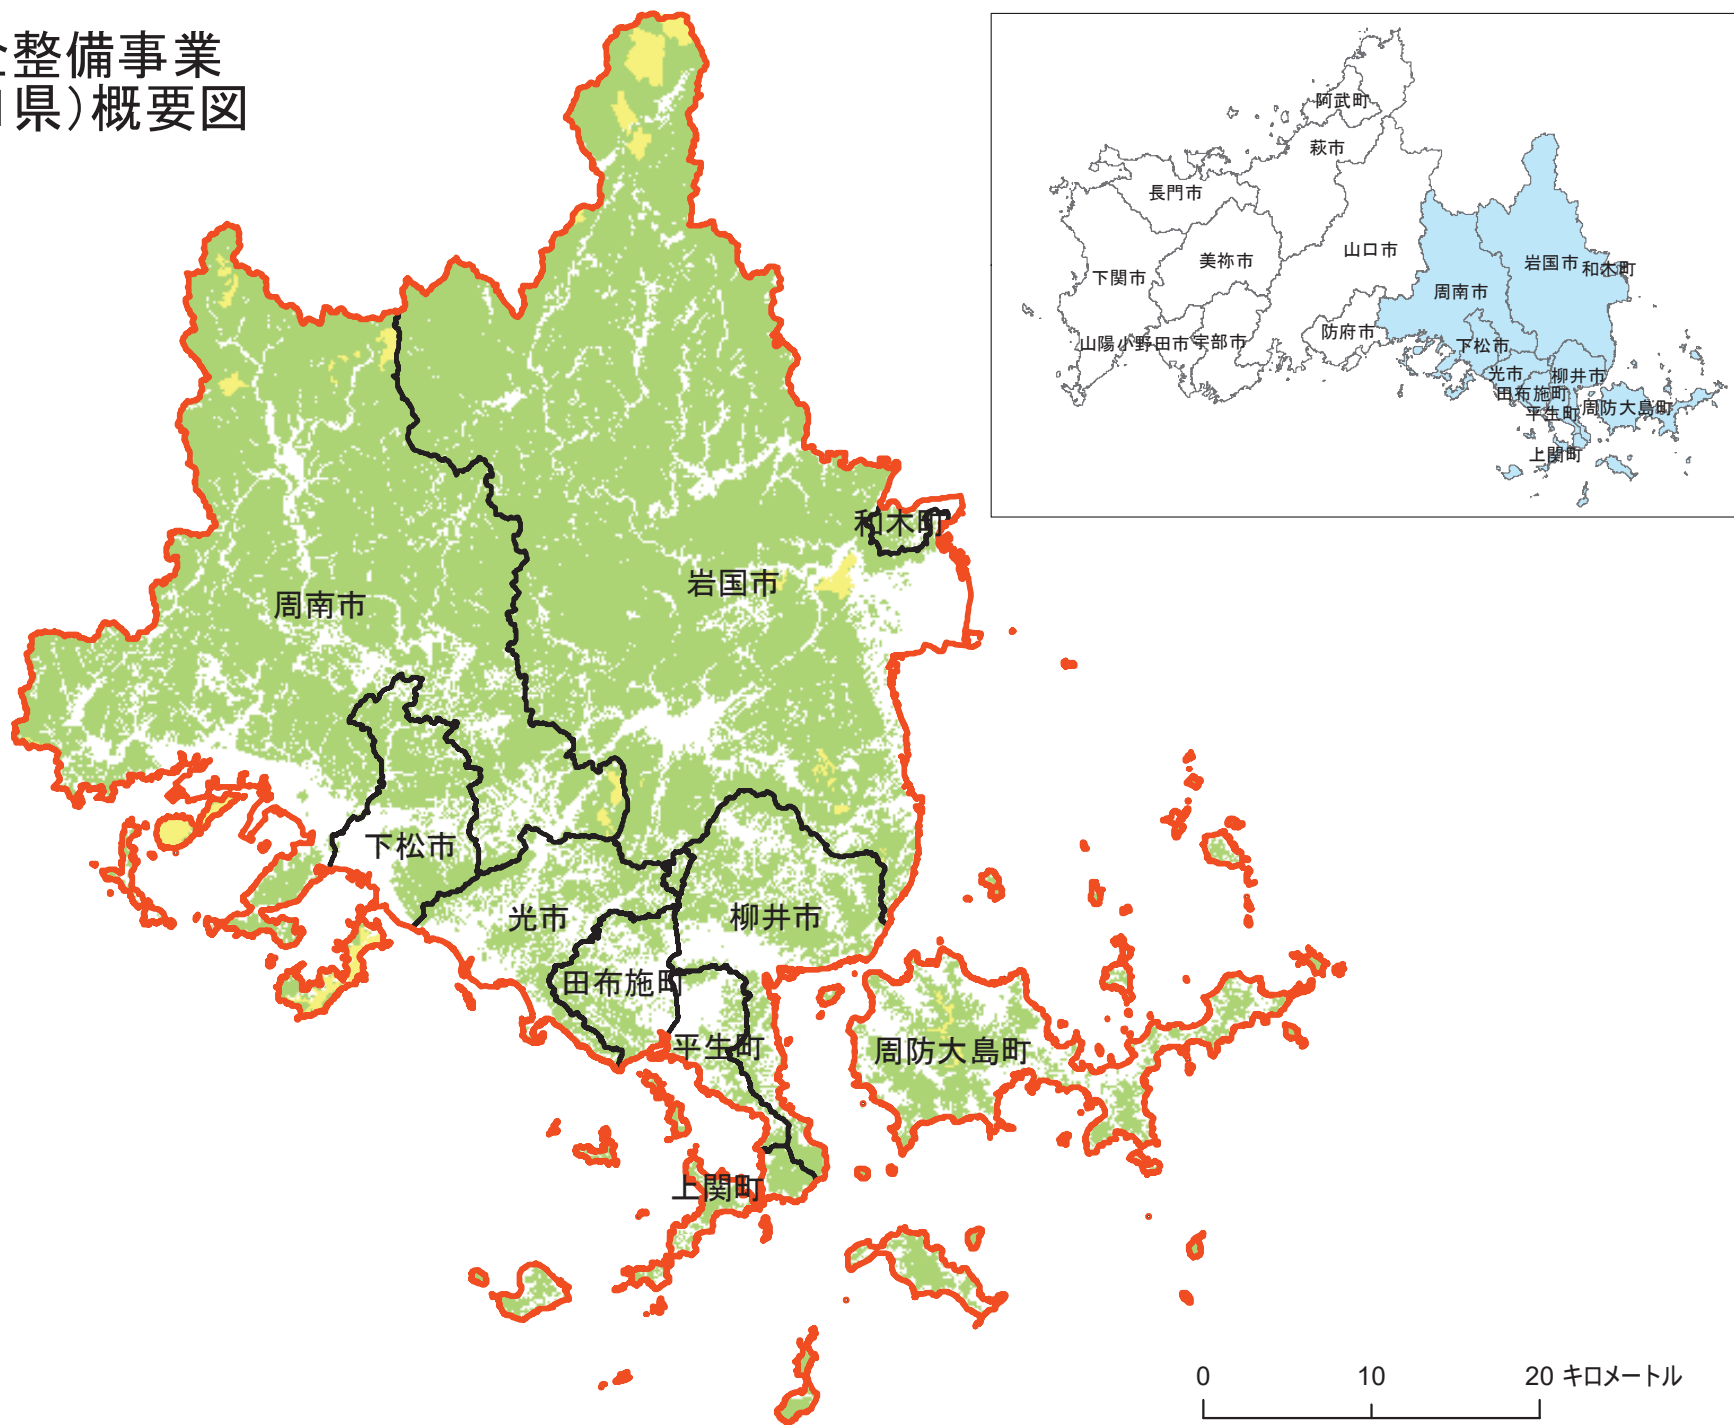 整備事業
県）概要図
阿武町
萩市
長門市
山口市
美祢市
下関市
岩国市
和木町
周南市
防府市
山陽小野田市
宇部市
下松市
光市
柳井市
田布施町
平生町
周防大島町
上関町
和木町
岩国市
周南市
下松市
光市
柳井市
田布施町
平生町
周防大島町
上関町
0 10 20 キロメートル